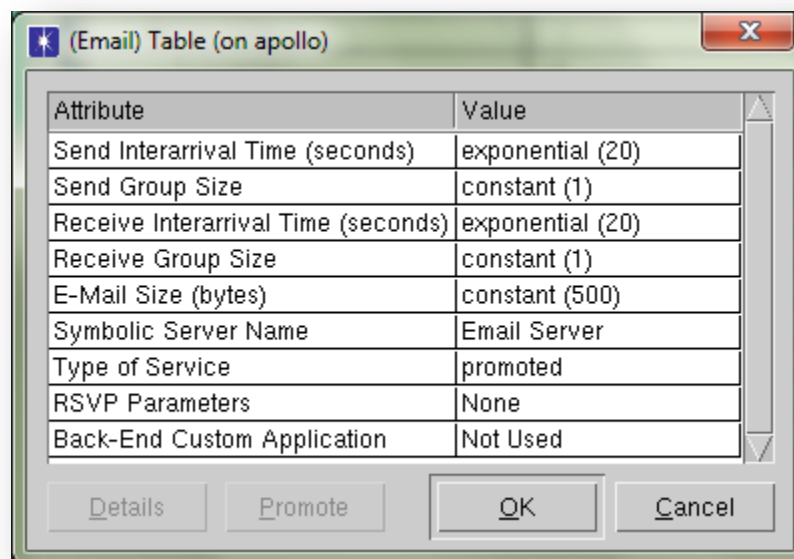 (Email) Table (on apollo)
Attribute Value
Send Interarrival Time (seconds) exponential (20)
Send Group Size constant (1)
Receive Interarrival Time (seconds) exponential (20)
Receive Group Size constant (1)
E-Mail Size (bytes) constant (500)
Symbolic Server Name Email Server
Type of Service promoted
RSVP Parameters None
Back-End Custom Application Not Used
Details Promote OK Cancel